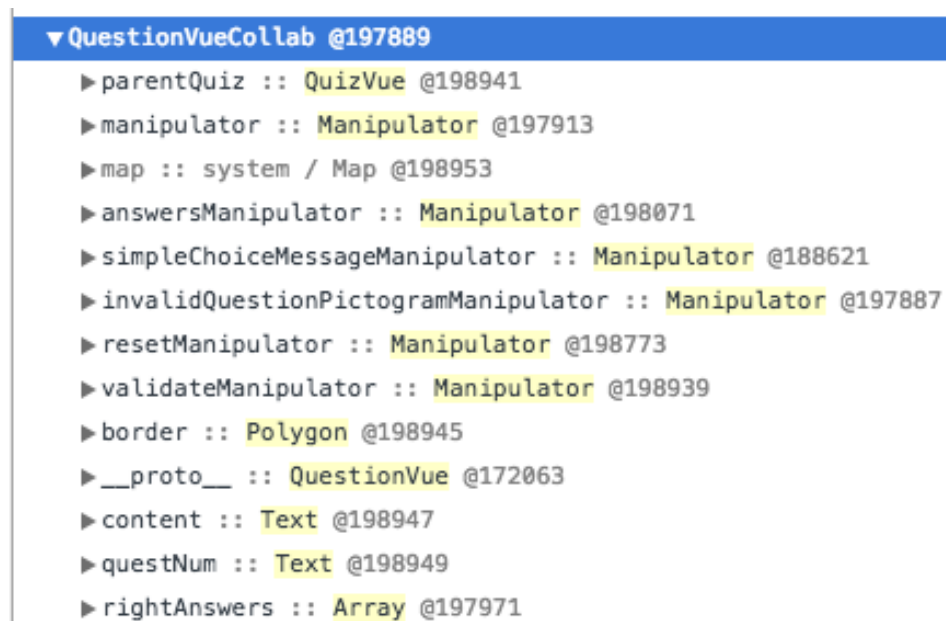 ▼QuestionVueCollab @197889
▶parentQuiz :: QuizVue @198941
▶manipulator :: Manipulator @197913
▶map :: system / Map @198953
▶answersManipulator :: Manipulator @198071
▶simpleChoiceMessageManipulator :: Manipulator @188621
▶invalidQuestionPictogramManipulator :: Manipulator @197887
▶resetManipulator :: Manipulator @198773
▶validateManipulator :: Manipulator @198939
▶border :: Polygon @198945
▶__proto__ :: QuestionVue @172063
▶content :: Text @198947
▶questNum :: Text @198949
▶rightAnswers :: Array @197971